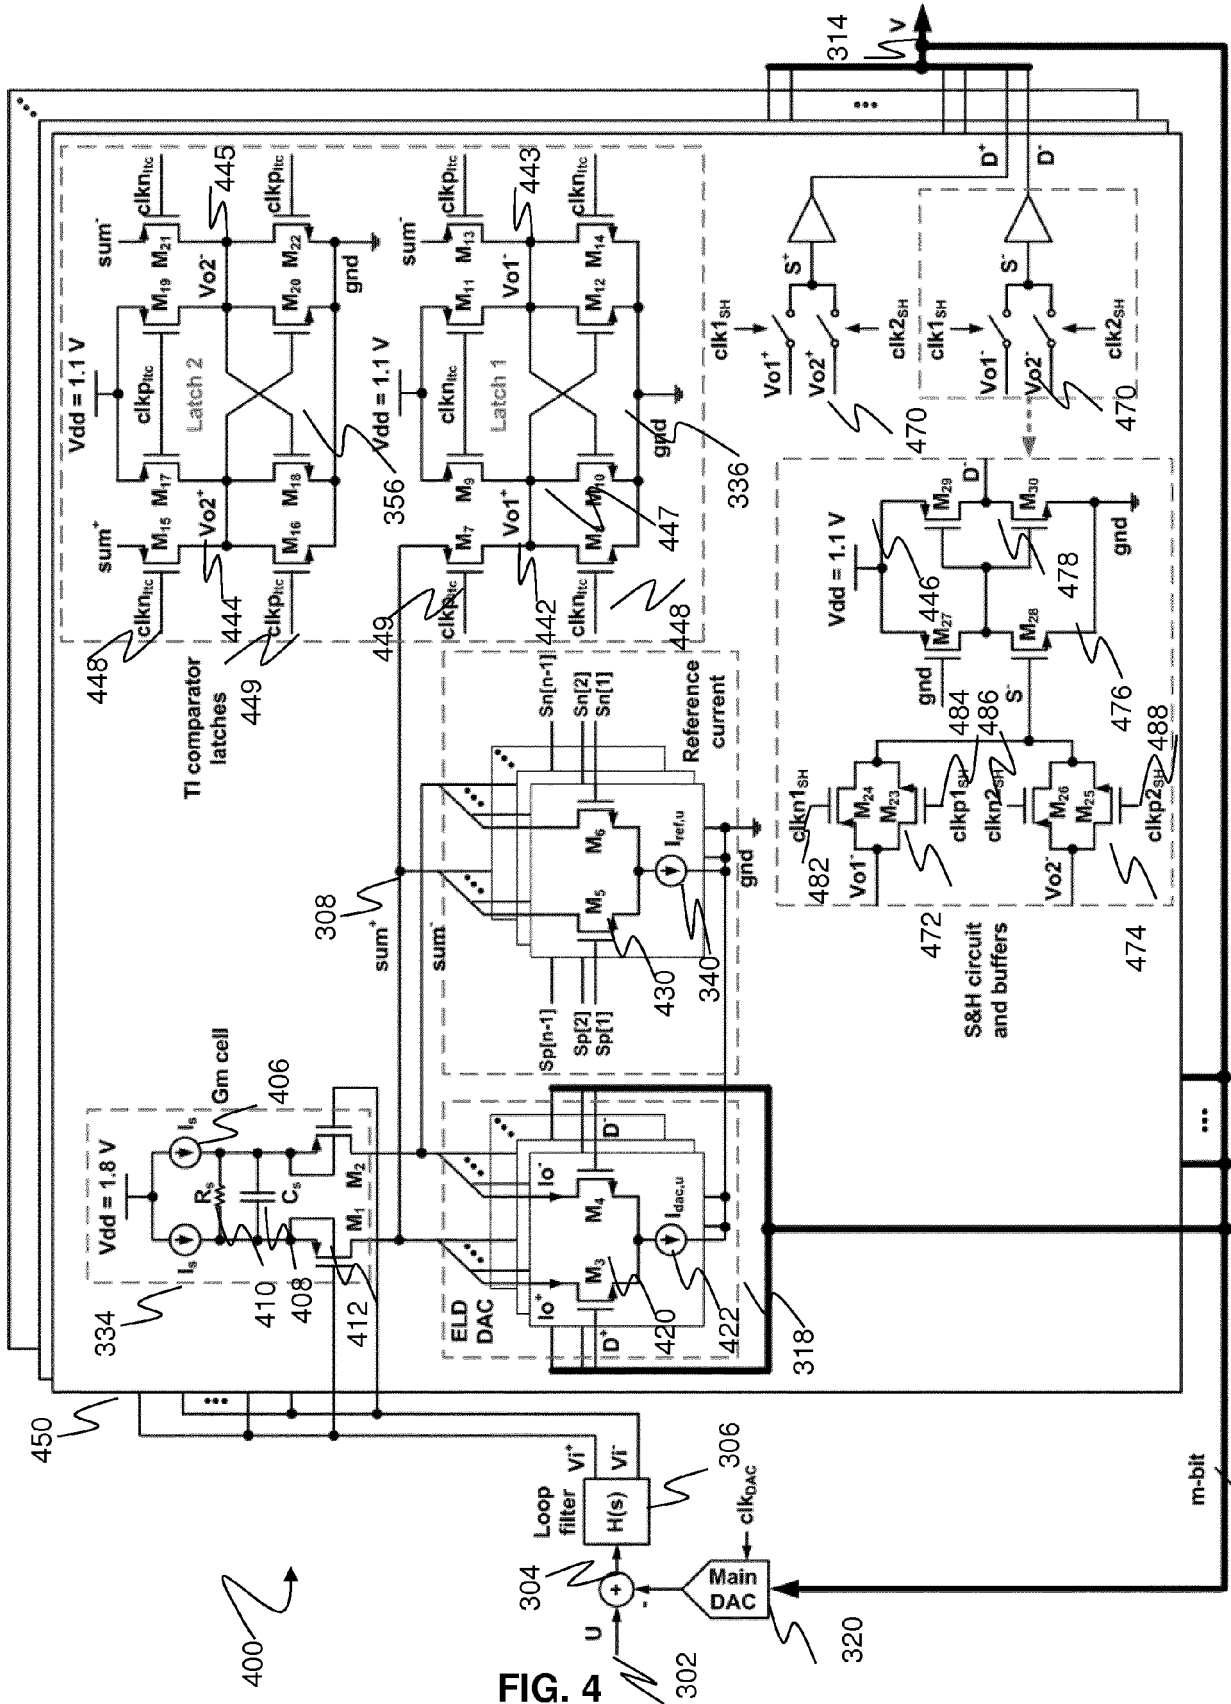 400
302
U
304
+
-
Loop
filter
H(s)
306
Main
DAC
clkDAC
320
Vi+
Vi-
m-bit
450
334
Vdd = 1.8 V
Is
Is
Gm cell
406
Rs
Cs
410
408
412
M1
M2
ELD
DAC
Io+
Io-
D+
D-
M3
M4
Idac,u
420
422
318
sum+
sum-
308
Sp[n-1]
Sp[2]
Sp[1]
Sn[n-1]
Sn[2]
Sn[1]
M5
M6
Iref,u
430
340
gnd
Reference
current
TI comparator
latches
448
449
clknltc
clkpltc
444
sum+
sum-
M15
M16
M17
M18
M19
M20
M21
M22
Vo2+
Vo2-
Vdd = 1.1 V
clkpltc
Latch 2
clknltc
clkpltc
445
gnd
356
449
clkpltc
442
clknltc
448
447
M7
M9
M10
M11
M12
M13
M14
Vo1+
Vo1-
Vdd = 1.1 V
clknltc
Latch 1
sum-
clkpltc
clknltc
443
gnd
336
S&H circuit
and buffers
clkn1SH
482
Vo1-
M24
M23
472
clkp1SH
484
clkn2SH
486
Vo2-
M26
M25
474
clkp2SH
488
S-
gnd
Vdd = 1.1 V
446
M27
M28
M29
M30
D-
478
476
gnd
clk1SH
Vo1+
Vo2+
clk2SH
S+
D+
470
clk1SH
Vo1-
Vo2-
clk2SH
S-
D-
470
314
V
FIG. 4